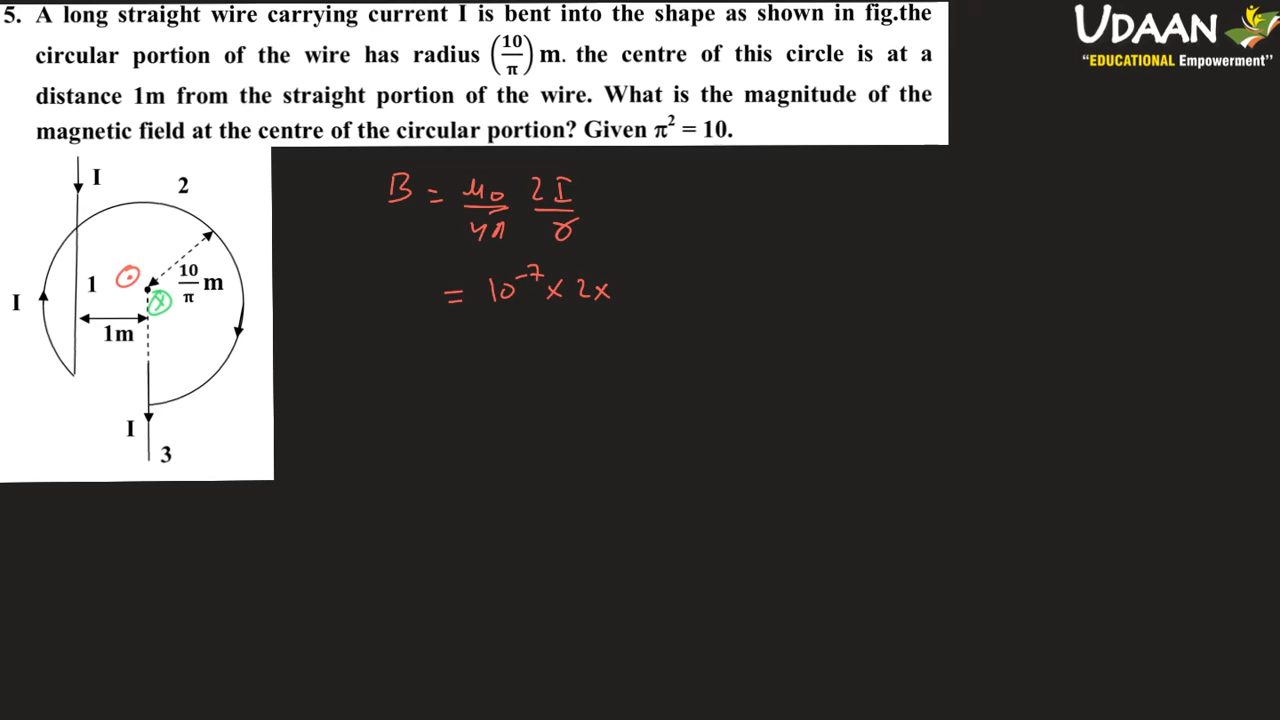 5. A long straight wire carrying current I is bent into the shape as shown in fig.the
circular portion of the wire has radius (10/π) m. the centre of this circle is at a
distance 1m from the straight portion of the wire. What is the magnitude of the
magnetic field at the centre of the circular portion? Given π² = 10.
UDAAN
“EDUCATIONAL Empowerment”
I
2
1
10/π m
I
1m
I
3
B = μ₀/4π 2I/r
= 10⁻⁷ × 2×